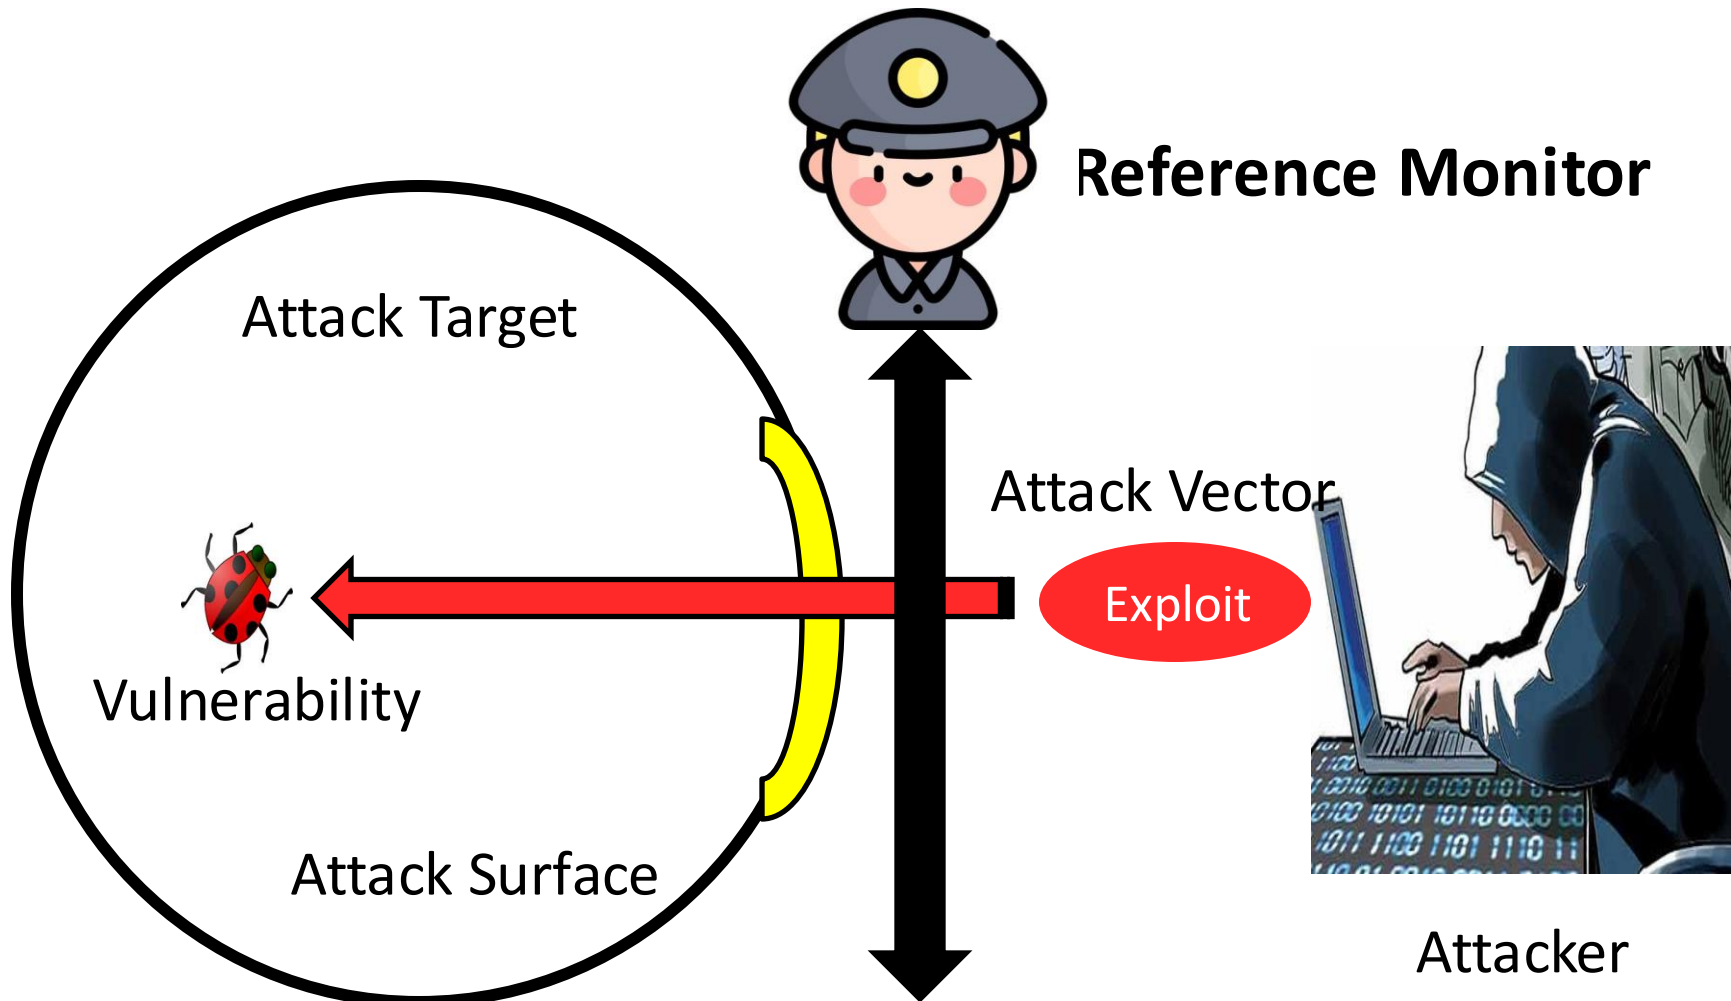 Reference Monitor
Attack Target
Attack Vector
Exploit
Vulnerability
Attack Surface
Attacker